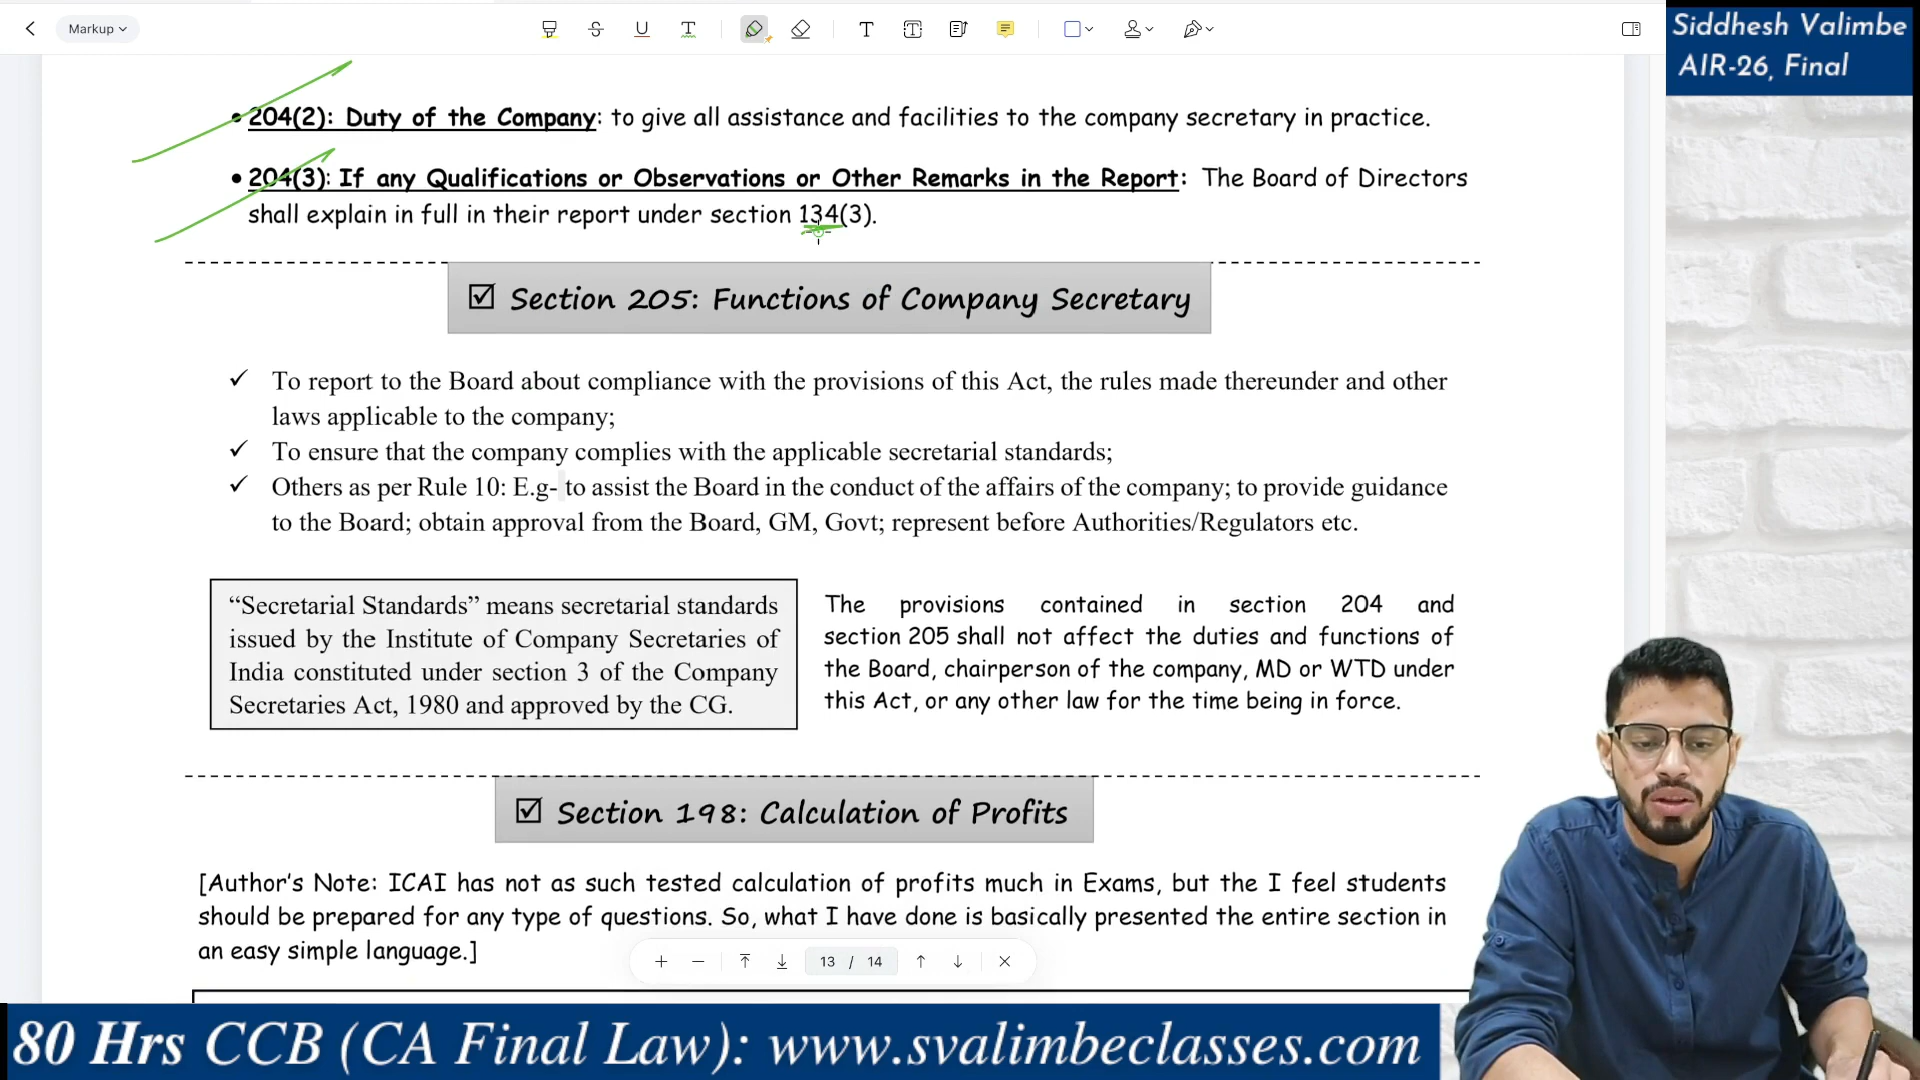 Markup
Siddhesh Valimbe
AIR-26, Final
• 204(2): Duty of the Company: to give all assistance and facilities to the company secretary in practice.
• 204(3): If any Qualifications or Observations or Other Remarks in the Report: The Board of Directors
shall explain in full in their report under section 134(3).
☑ Section 205: Functions of Company Secretary
✓ To report to the Board about compliance with the provisions of this Act, the rules made thereunder and other
laws applicable to the company;
✓ To ensure that the company complies with the applicable secretarial standards;
✓ Others as per Rule 10: E.g- to assist the Board in the conduct of the affairs of the company; to provide guidance
to the Board; obtain approval from the Board, GM, Govt; represent before Authorities/Regulators etc.
“Secretarial Standards” means secretarial standards
issued by the Institute of Company Secretaries of
India constituted under section 3 of the Company
Secretaries Act, 1980 and approved by the CG.
The provisions contained in section 204 and
section 205 shall not affect the duties and functions of
the Board, chairperson of the company, MD or WTD under
this Act, or any other law for the time being in force.
☑ Section 198: Calculation of Profits
[Author’s Note: ICAI has not as such tested calculation of profits much in Exams, but the I feel students
should be prepared for any type of questions. So, what I have done is basically presented the entire section in
an easy simple language.]
13 / 14
80 Hrs CCB (CA Final Law): www.svalimbeclasses.com